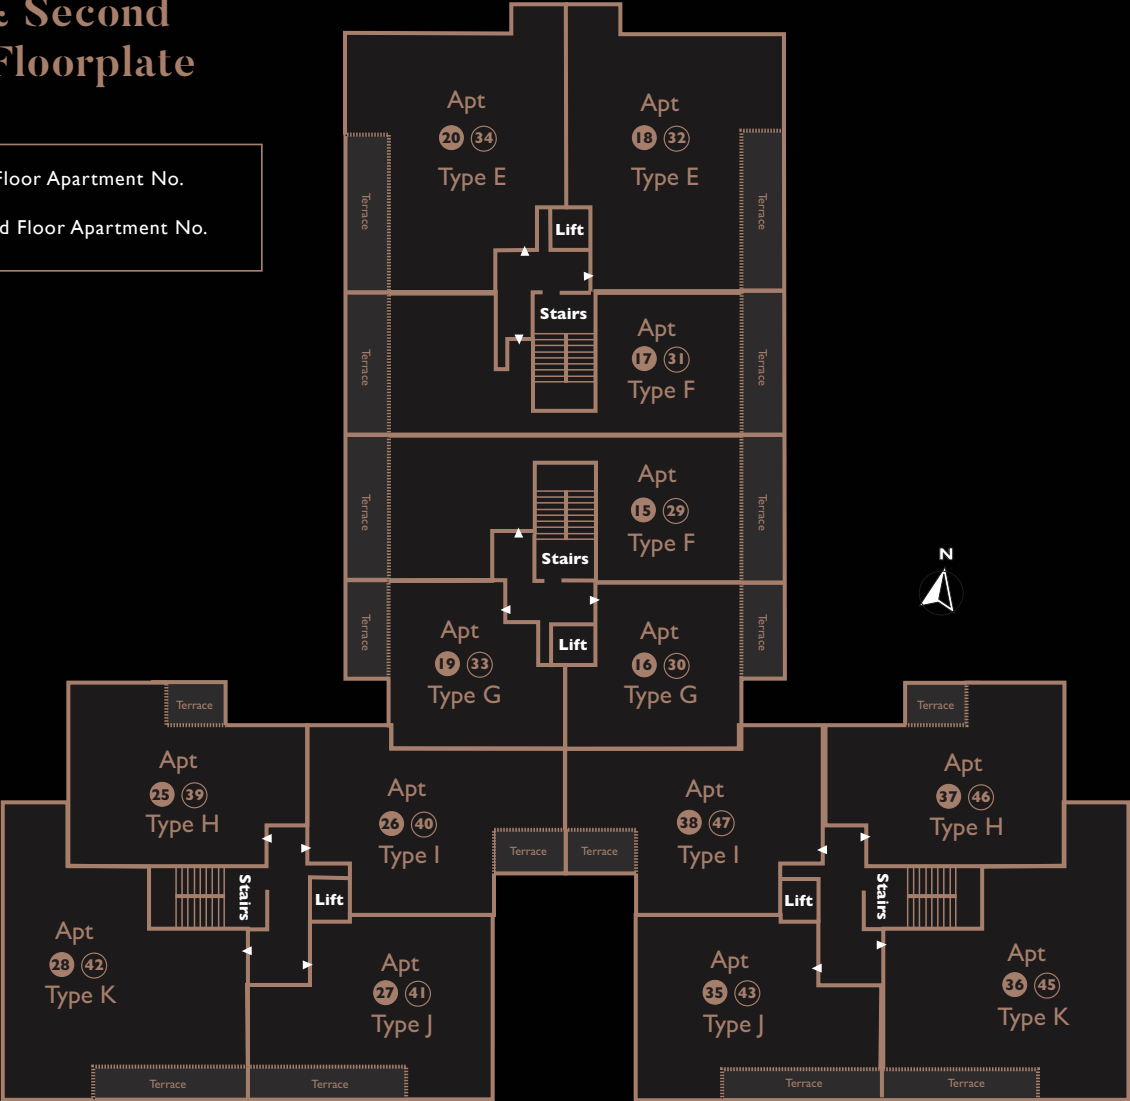 & Second
Floorplate
Floor Apartment No.
d Floor Apartment No.
Apt
20 34
Type E
Apt
18 32
Type E
Terrace
Terrace
Lift
Stairs
Apt
17 31
Type F
Terrace
Terrace
Apt
15 29
Type F
Terrace
Terrace
Stairs
Lift
Apt
19 33
Type G
Apt
16 30
Type G
Terrace
Terrace
N
Terrace
Apt
25 39
Type H
Apt
26 40
Type I
Terrace
Terrace
Apt
38 47
Type I
Terrace
Apt
37 46
Type H
Stairs
Lift
Lift
Stairs
Apt
28 42
Type K
Apt
27 41
Type J
Apt
35 43
Type J
Apt
36 45
Type K
Terrace
Terrace
Terrace
Terrace